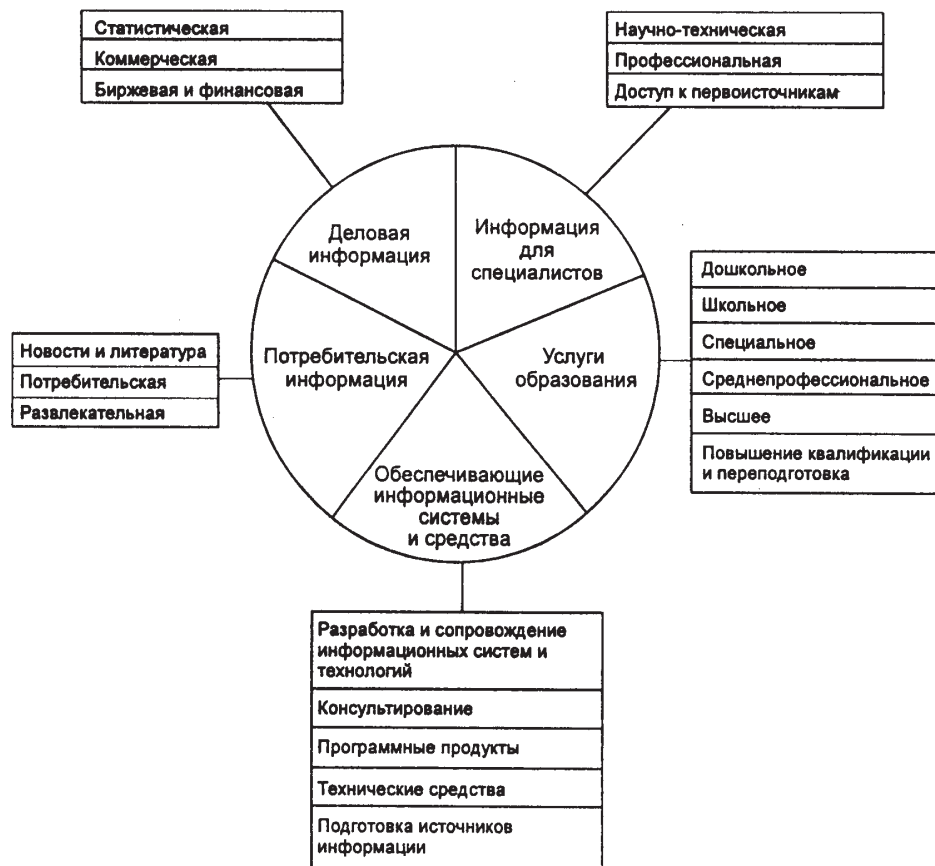 Статистическая
Коммерческая
Биржевая и финансовая
Научно-техническая
Профессиональная
Доступ к первоисточникам
Деловая
информация
Информация
для
специалистов
Дошкольное
Школьное
Специальное
Среднепрофессиональное
Высшее
Повышение квалификации
и переподготовка
Новости и литература
Потребительская
Развлекательная
Потребительская
информация
Услуги
образования
Обеспечивающие
информационные
системы
и средства
Разработка и сопровождение
информационных систем и
технологий
Консультирование
Программные продукты
Технические средства
Подготовка источников
информации